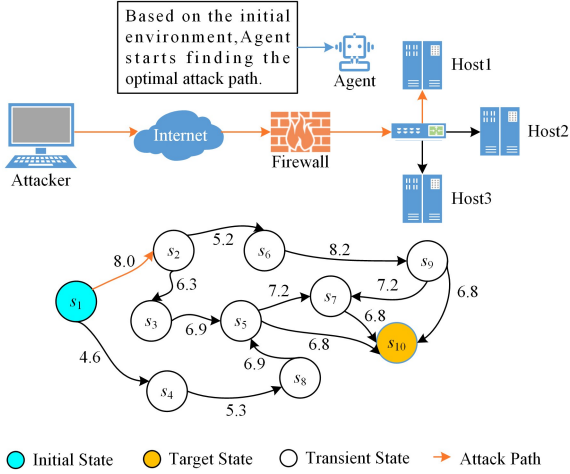 Based on the initial
environment,Agent
starts finding the
optimal attack path.
Agent
Host1
Internet
Host2
Firewall
Attacker
Host3
5.2
s2
8.0
s6
8.2
s9
6.3
7.2
7.2
s1
s7
6.8
s3
6.9
s5
6.8
6.8
s10
4.6
6.9
s4
s8
5.3
Initial State
Target State
Transient State
Attack Path